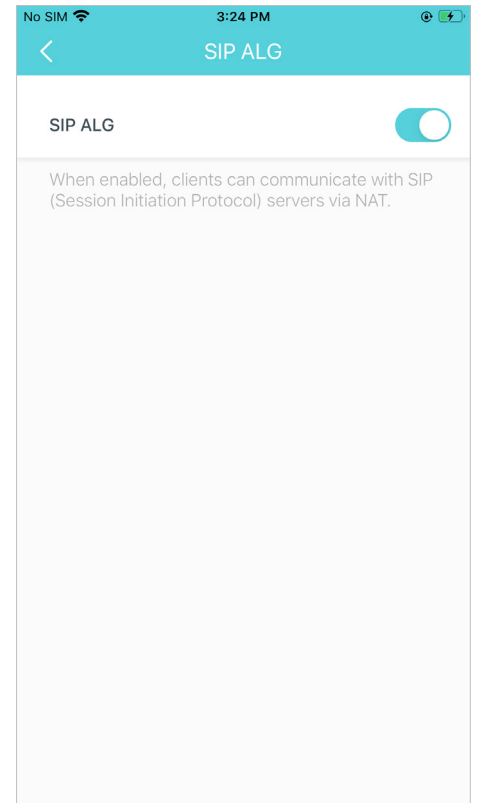 No SIM 3:24 PM
SIP ALG
SIP ALG
When enabled, clients can communicate with SIP
(Session Initiation Protocol) servers via NAT.